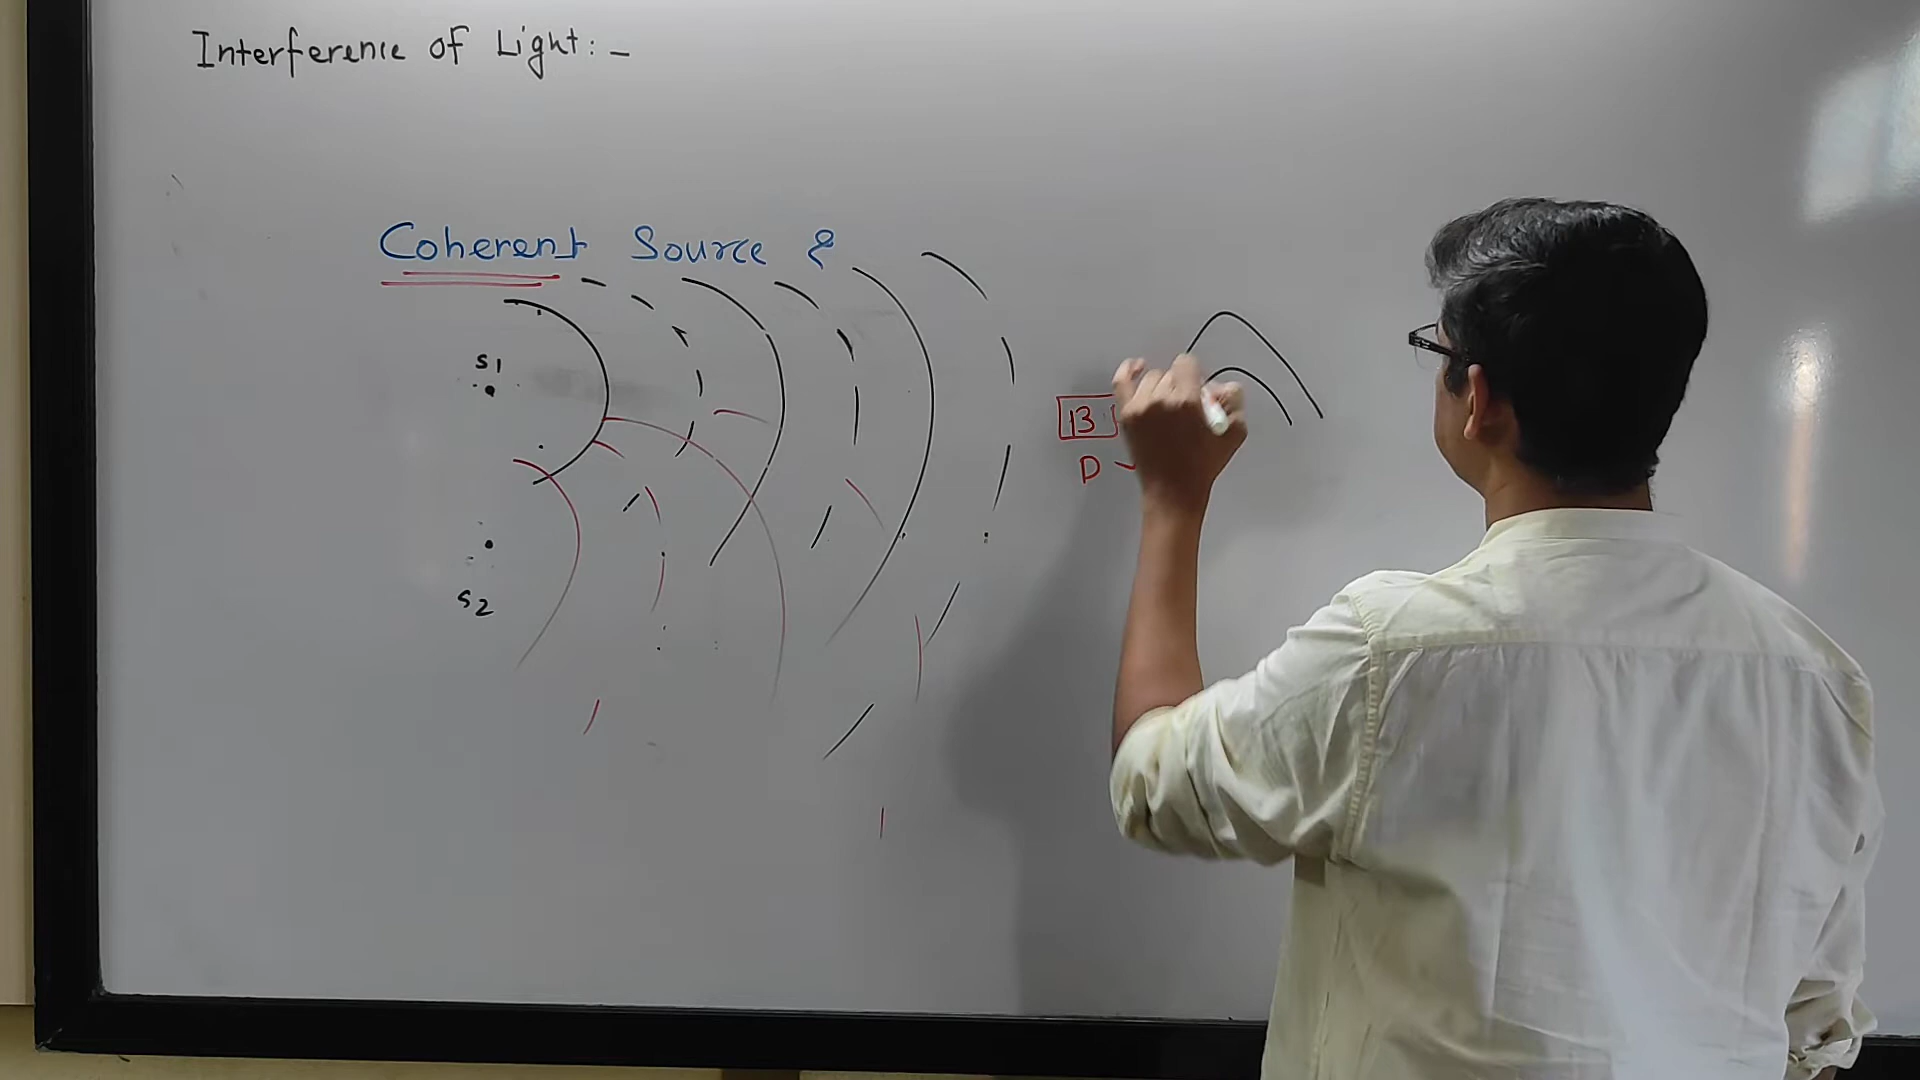 Interference of Light:-
Coherent Source &
S1
B
D
S2